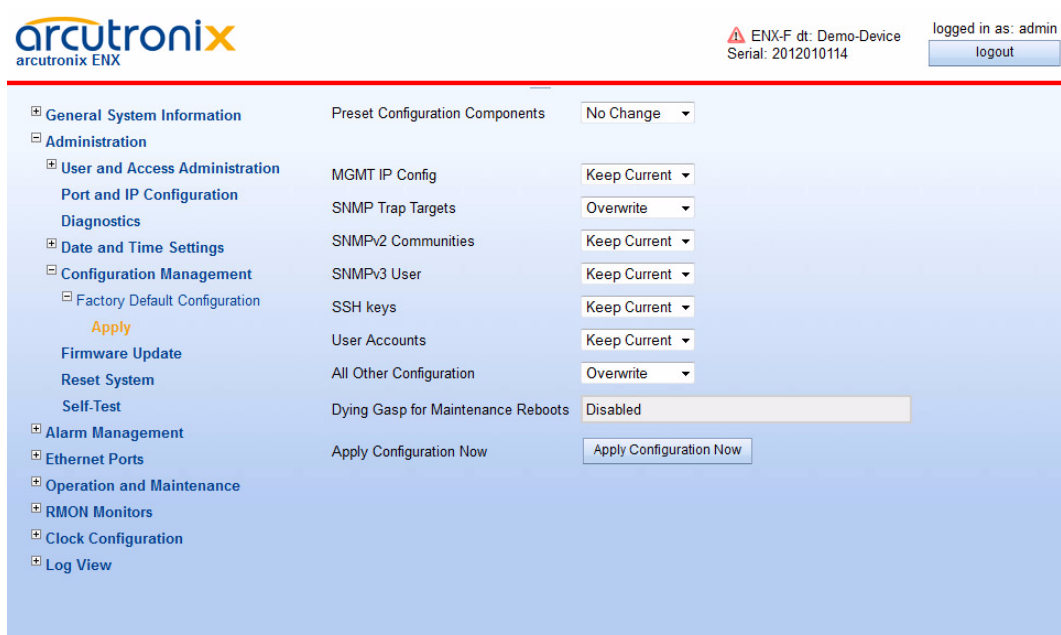 arcutronix
arcutronix ENX
ENX-F dt: Demo-Device
Serial: 2012010114
logged in as: admin
logout
General System Information
Administration
User and Access Administration
Port and IP Configuration
Diagnostics
Date and Time Settings
Configuration Management
Factory Default Configuration
Apply
Firmware Update
Reset System
Self-Test
Alarm Management
Ethernet Ports
Operation and Maintenance
RMON Monitors
Clock Configuration
Log View
Preset Configuration Components No Change
MGMT IP Config Keep Current
SNMP Trap Targets Overwrite
SNMPv2 Communities Keep Current
SNMPv3 User Keep Current
SSH keys Keep Current
User Accounts Keep Current
All Other Configuration Overwrite
Dying Gasp for Maintenance Reboots Disabled
Apply Configuration Now Apply Configuration Now